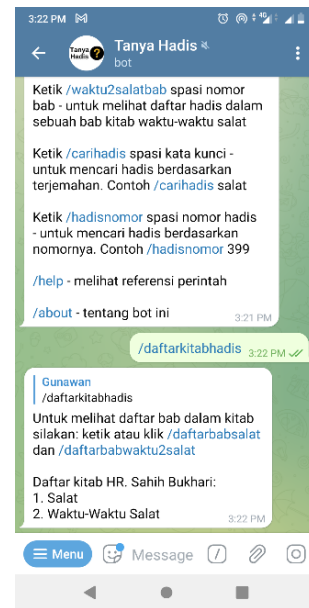 3:22 PM
4G
Tanya
Hadis ?
Tanya Hadis
bot
Ketik /waktu2salatbab spasi nomor
bab - untuk melihat daftar hadis dalam
sebuah bab kitab waktu-waktu salat
Ketik /carihadis spasi kata kunci -
untuk mencari hadis berdasarkan
terjemahan. Contoh /carihadis salat
Ketik /hadisnomor spasi nomor hadis
- untuk mencari hadis berdasarkan
nomornya. Contoh /hadisnomor 399
/help - melihat referensi perintah
/about - tentang bot ini
3:21 PM
/daftarkitabhadis 3:22 PM
Gunawan
/daftarkitabhadis
Untuk melihat daftar bab dalam kitab
silakan: ketik atau klik /daftarbabsalat
dan /daftarbabwaktu2salat
Daftar kitab HR. Sahih Bukhari:
1. Salat
2. Waktu-Waktu Salat
3:22 PM
Menu
Message